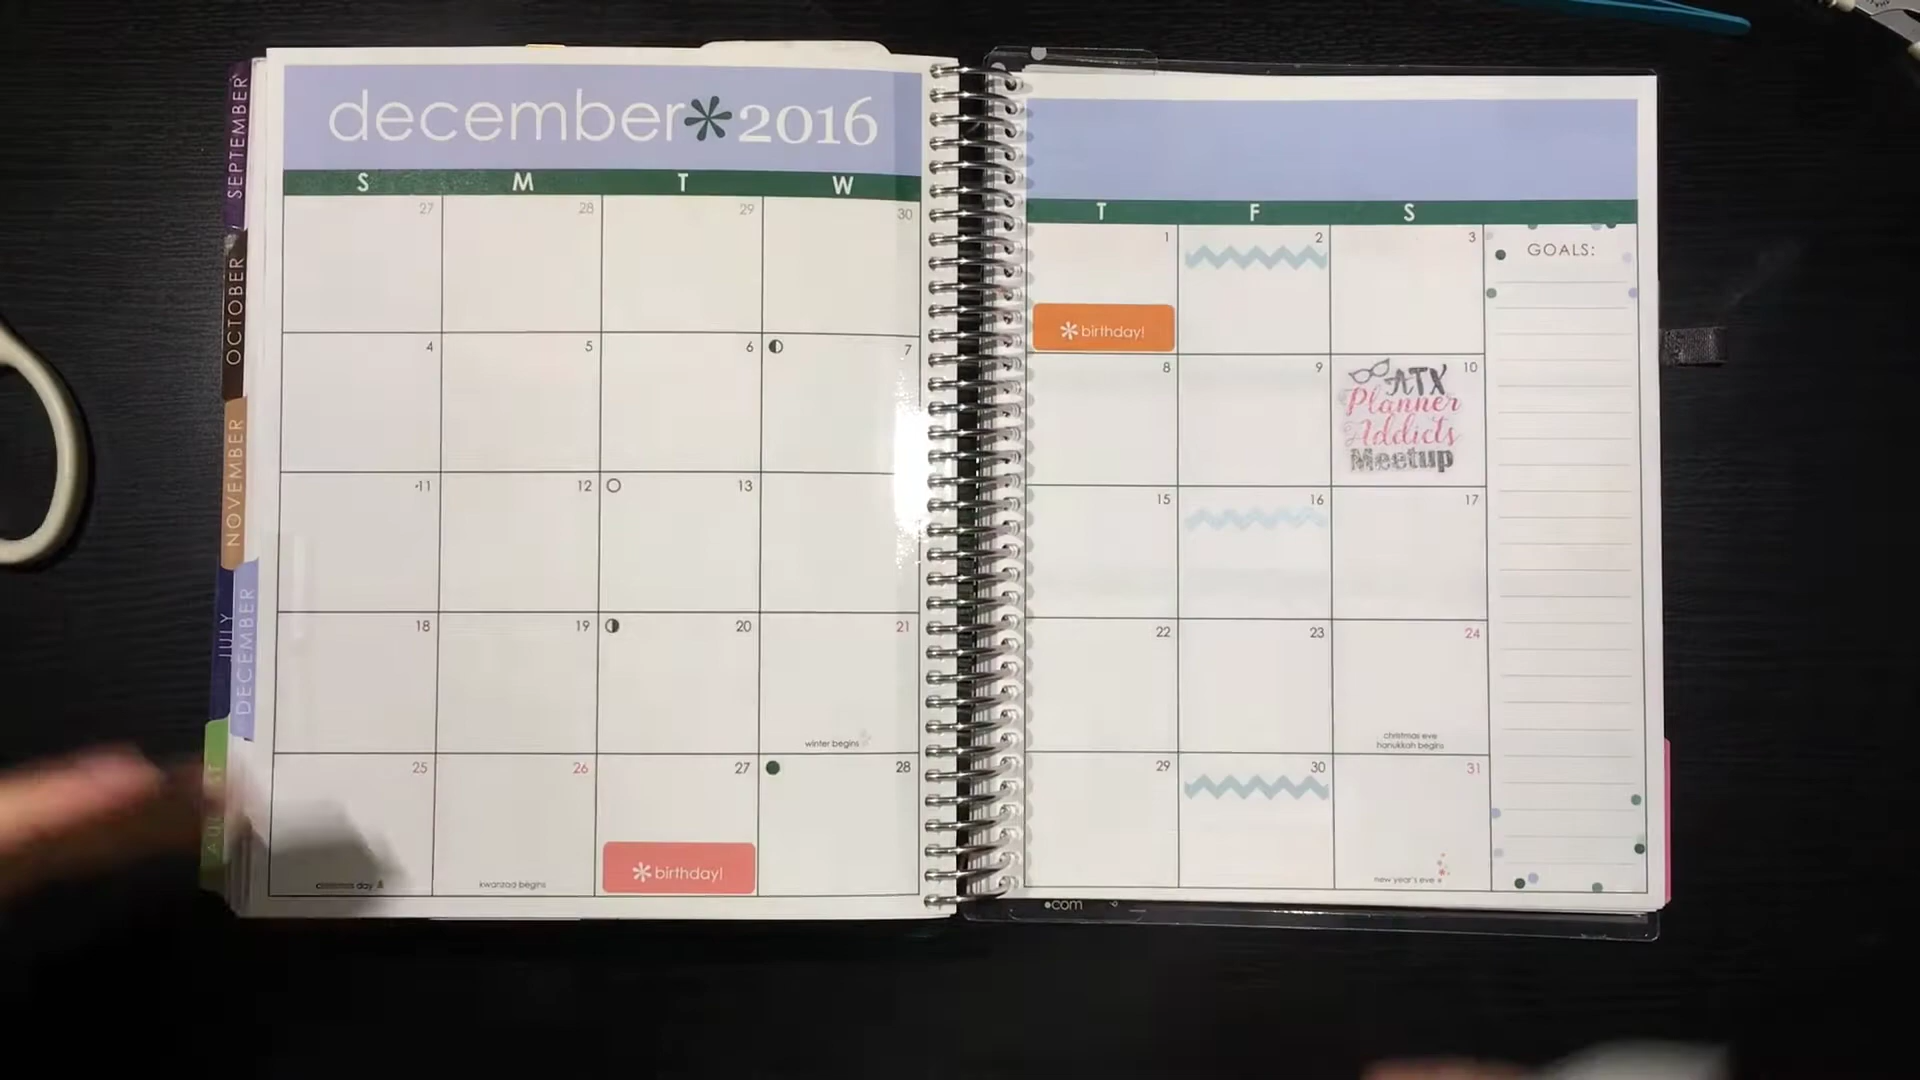 december*2016
S M T W
27 28 29 30
4 5 6 7
11 12 13
18 19 20 21
winter begins
25 26 27 28
christmas day
kwanzaa begins
*birthday!
T F S
GOALS:
1 2 3
*birthday!
8 9 10
ATX
Planner
Addicts
Meetup
15 16 17
22 23 24
christmas eve
hanukkah begins
29 30 31
new year's eve
.com
SEPTEMBER
OCTOBER
NOVEMBER
JULY
DECEMBER